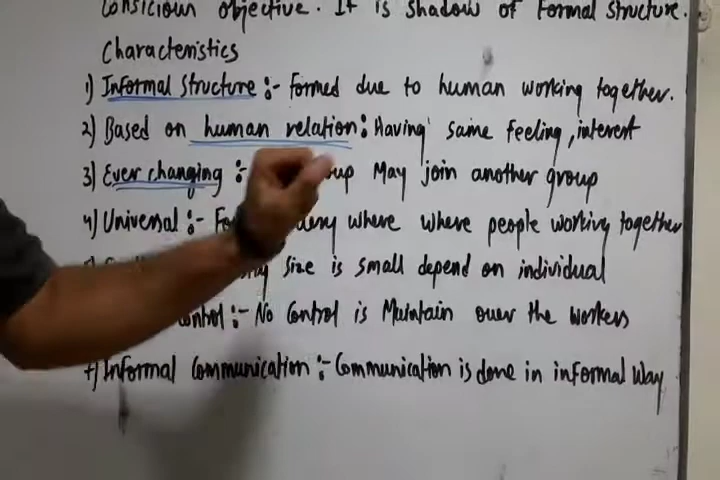 Consicious objective. It is shadow of Formal structure.
Characteristics
1) Informal structure :- Formed due to human working together.
2) Based on human relation : Having same feeling, interest
3) Ever changing : May join another group
4) Universal :- where where people working together
size is small depend on individual
:- No Control is Maintain over the workers
7) Informal Communication :- Communication is done in informal way